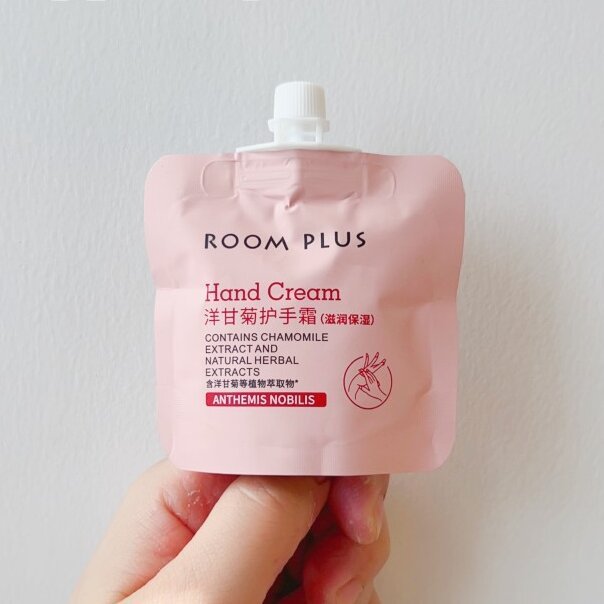 ROOM PLUS
Hand Cream
洋甘菊护手霜(滋润保湿)
CONTAINS CHAMOMILE
EXTRACT AND
NATURAL HERBAL
EXTRACTS
含洋甘菊等植物萃取物*
ANTHEMIS NOBILIS